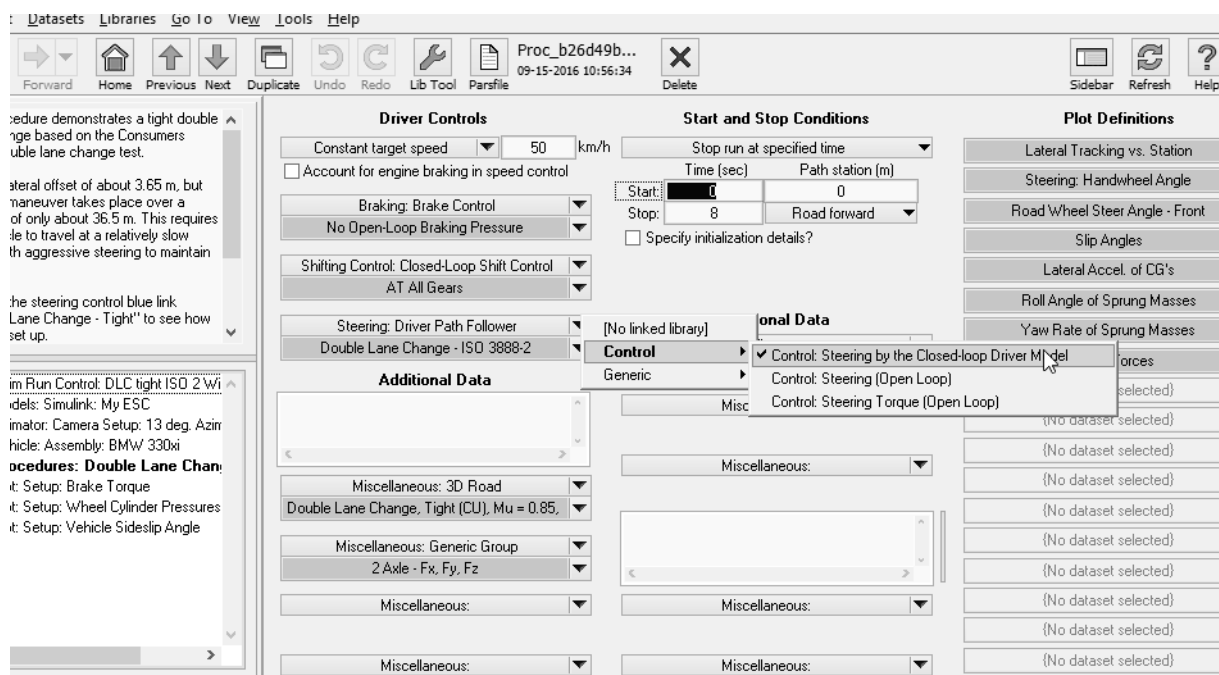 : Datasets Libraries Go To View Tools Help
Forward Home Previous Next Duplicate Undo Redo Lib Tool Parsfile
Proc_b26d49b...
09-15-2016 10:56:34
Delete Sidebar Refresh Help
cedure demonstrates a tight double
nge based on the Consumers
uble lane change test.
ateral offset of about 3.65 m, but
maneuver takes place over a
of only about 36.5 m. This requires
cle to travel at a relatively slow
th aggressive steering to maintain
the steering control blue link
Lane Change - Tight" to see how
set up.
im Run Control: DLC tight ISO 2 Wi
odels: Simulink: My ESC
imator: Camera Setup: 13 deg. Azim
hicle: Assembly: BMW 330xi
ocedures: Double Lane Chang
ot: Setup: Brake Torque
ot: Setup: Wheel Cylinder Pressures
ot: Setup: Vehicle Sideslip Angle
Driver Controls
Constant target speed 50 km/h
Account for engine braking in speed control
Braking: Brake Control
No Open-Loop Braking Pressure
Shifting Control: Closed-Loop Shift Control
AT All Gears
Steering: Driver Path Follower
Double Lane Change - ISO 3888-2
Additional Data
Miscellaneous: 3D Road
Double Lane Change, Tight (CU), Mu = 0.85,
Miscellaneous: Generic Group
2 Axle - Fx, Fy, Fz
Miscellaneous:
Miscellaneous:
Start and Stop Conditions
Stop run at specified time
Time (sec) Path station (m)
Start: 0 0
Stop: 8 Road forward
Specify initialization details?
onal Data
[No linked library]
Control
Generic
✔ Control: Steering by the Closed-loop Driver Model
Control: Steering (Open Loop)
Control: Steering Torque (Open Loop)
Misc
Miscellaneous:
Miscellaneous:
Miscellaneous:
Plot Definitions
Lateral Tracking vs. Station
Steering: Handwheel Angle
Road Wheel Steer Angle - Front
Slip Angles
Lateral Accel. of CG's
Roll Angle of Sprung Masses
Yaw Rate of Sprung Masses
orces
selected}
{No dataset selected}
{No dataset selected}
{No dataset selected}
{No dataset selected}
{No dataset selected}
{No dataset selected}
{No dataset selected}
{No dataset selected}
{No dataset selected}